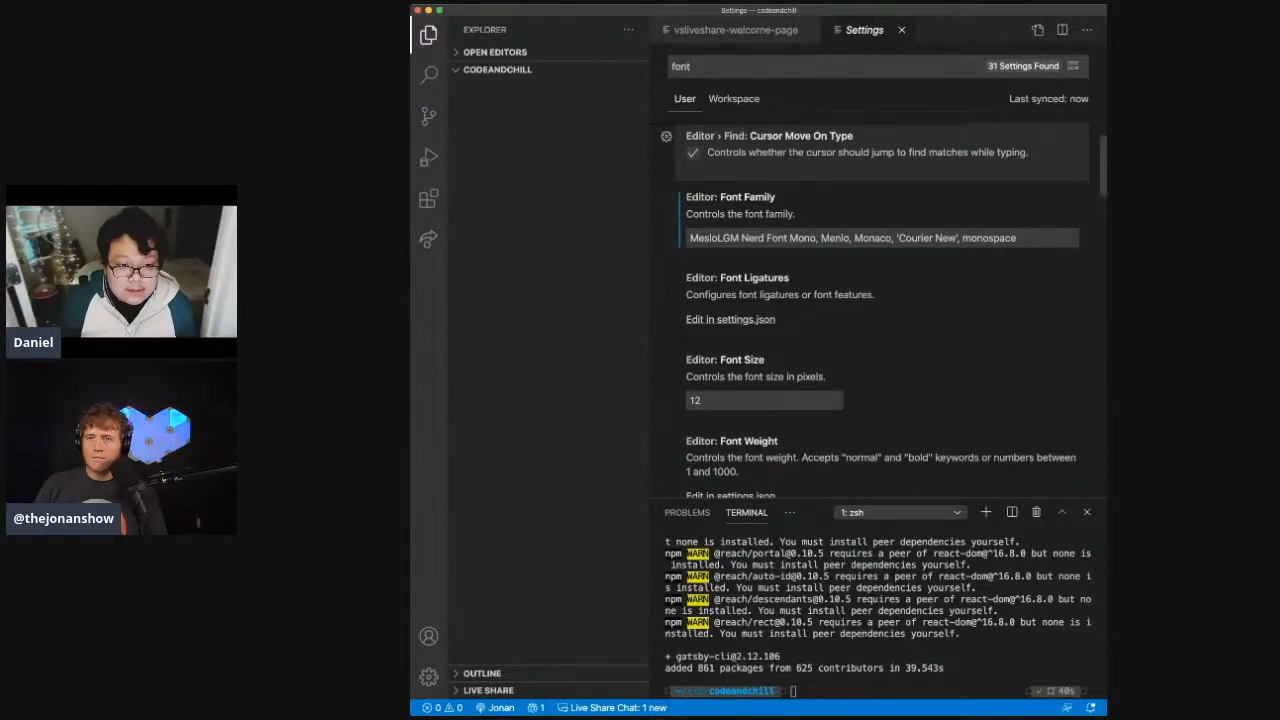 Settings — codeandchill
EXPLORER
OPEN EDITORS
CODEANDCHILL
vsliveshare-welcome-page
Settings
font
31 Settings Found
User
Workspace
Last synced: now
Editor › Find: Cursor Move On Type
Controls whether the cursor should jump to find matches while typing.
Editor: Font Family
Controls the font family.
MesloLGM Nerd Font Mono, Menlo, Monaco, 'Courier New', monospace
Editor: Font Ligatures
Configures font ligatures or font features.
Edit in settings.json
Editor: Font Size
Controls the font size in pixels.
12
Editor: Font Weight
Controls the font weight. Accepts "normal" and "bold" keywords or numbers between
1 and 1000.
Edit in settings.json
PROBLEMS
TERMINAL
1: zsh
t none is installed. You must install peer dependencies yourself.
npm WARN @reach/portal@0.10.5 requires a peer of react-dom@^16.8.0 but none is
installed. You must install peer dependencies yourself.
npm WARN @reach/auto-id@0.10.5 requires a peer of react-dom@^16.8.0 but none i
s installed. You must install peer dependencies yourself.
npm WARN @reach/descendants@0.10.5 requires a peer of react-dom@^16.8.0 but no
ne is installed. You must install peer dependencies yourself.
npm WARN @reach/rect@0.10.5 requires a peer of react-dom@^16.8.0 but none is i
nstalled. You must install peer dependencies yourself.
+ gatsby-cli@2.12.106
added 861 packages from 625 contributors in 39.543s
~/src/codeandchill
✓ 40s
OUTLINE
LIVE SHARE
0 0
Jonan
1
Live Share Chat: 1 new
Daniel
@thejonanshow